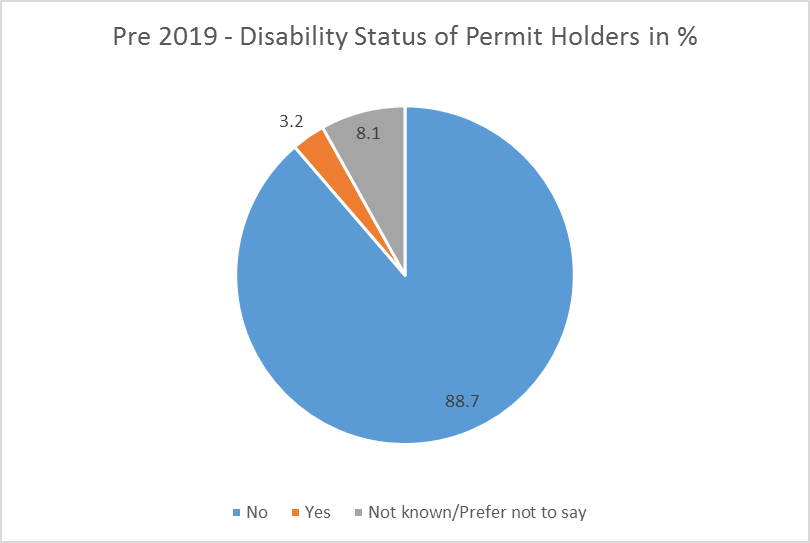 Pre 2019 - Disability Status of Permit Holders in %
3.2
8.1
88.7
No Yes Not known/Prefer not to say